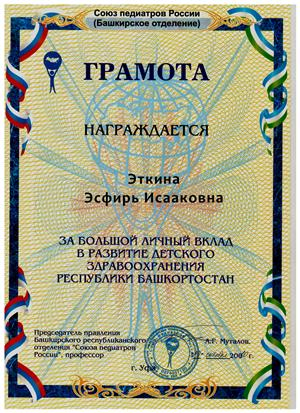 Союз педиатров России
(Башкирское отделение)
ГРАМОТА
НАГРАЖДАЕТСЯ
Эткина
Эсфирь Исааковна
ЗА БОЛЬШОЙ ЛИЧНЫЙ ВКЛАД
В РАЗВИТИЕ ДЕТСКОГО
ЗДРАВООХРАНЕНИЯ
РЕСПУБЛИКИ БАШКОРТОСТАН
Председатель правления
Башкирского республиканского
отделения "Союза педиатров
России", профессор
А.Г. Муталов.
г. Уфа